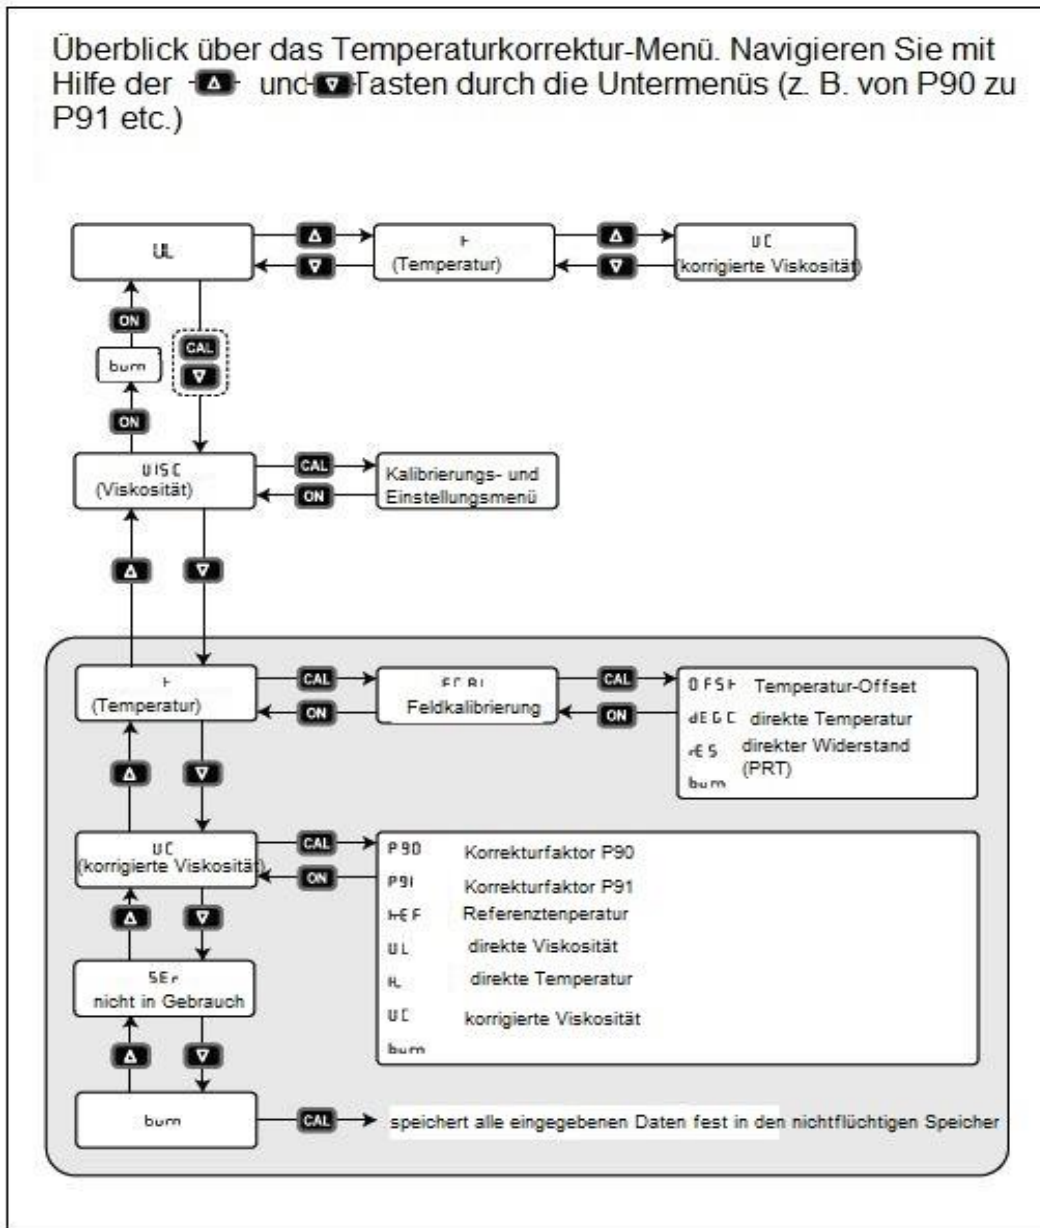 Überblick über das Temperaturkorrektur-Menü. Navigieren Sie mit
Hilfe der und Tasten durch die Untermenüs (z. B. von P90 zu
P91 etc.)
UL
t
(Temperatur)
UC
(korrigierte Viskosität)
ON
burn
ON
CAL
UISC
(Viskosität)
CAL
ON
Kalibrierungs- und
Einstellungsmenü
t
(Temperatur)
CAL
ON
FCAL
Feldkalibrierung
CAL
ON
OFSt Temperatur-Offset
dEGC direkte Temperatur
rES direkter Widerstand
(PRT)
burn
UC
(korrigierte Viskosität)
CAL
ON
P90 Korrekturfaktor P90
P91 Korrekturfaktor P91
tEF Referenztenperatur
UL direkte Viskosität
tL direkte Temperatur
UC korrigierte Viskosität
burn
SEr
nicht in Gebrauch
burn
CAL
speichert alle eingegebenen Daten fest in den nichtflüchtigen Speicher